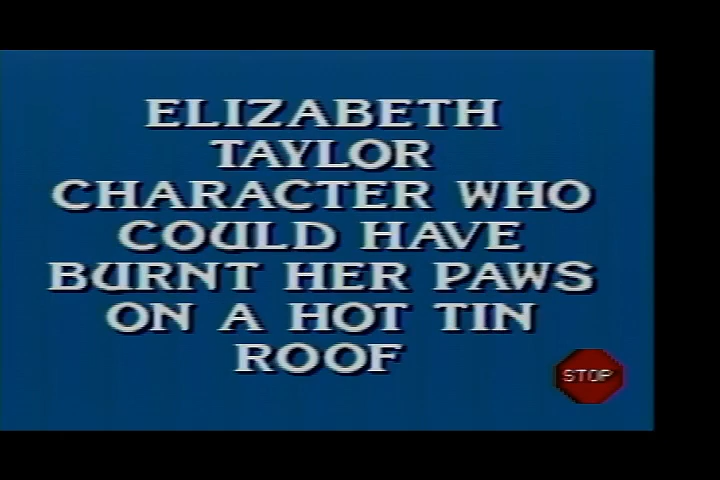 ELIZABETH
TAYLOR
CHARACTER WHO
COULD HAVE
BURNT HER PAWS
ON A HOT TIN
ROOF
STOP